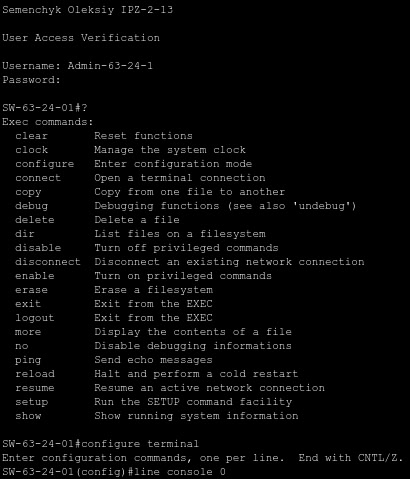 Semenchyk Oleksiy IPZ-2-13
User Access Verification
Username: Admin-63-24-1
Password:
SW-63-24-01#?
Exec commands:
  clear       Reset functions
  clock       Manage the system clock
  configure   Enter configuration mode
  connect     Open a terminal connection
  copy        Copy from one file to another
  debug       Debugging functions (see also 'undebug')
  delete      Delete a file
  dir         List files on a filesystem
  disable     Turn off privileged commands
  disconnect  Disconnect an existing network connection
  enable      Turn on privileged commands
  erase       Erase a filesystem
  exit        Exit from the EXEC
  logout      Exit from the EXEC
  more        Display the contents of a file
  no          Disable debugging informations
  ping        Send echo messages
  reload      Halt and perform a cold restart
  resume      Resume an active network connection
  setup       Run the SETUP command facility
  show        Show running system information
SW-63-24-01#configure terminal
Enter configuration commands, one per line.  End with CNTL/Z.
SW-63-24-01(config)#line console 0